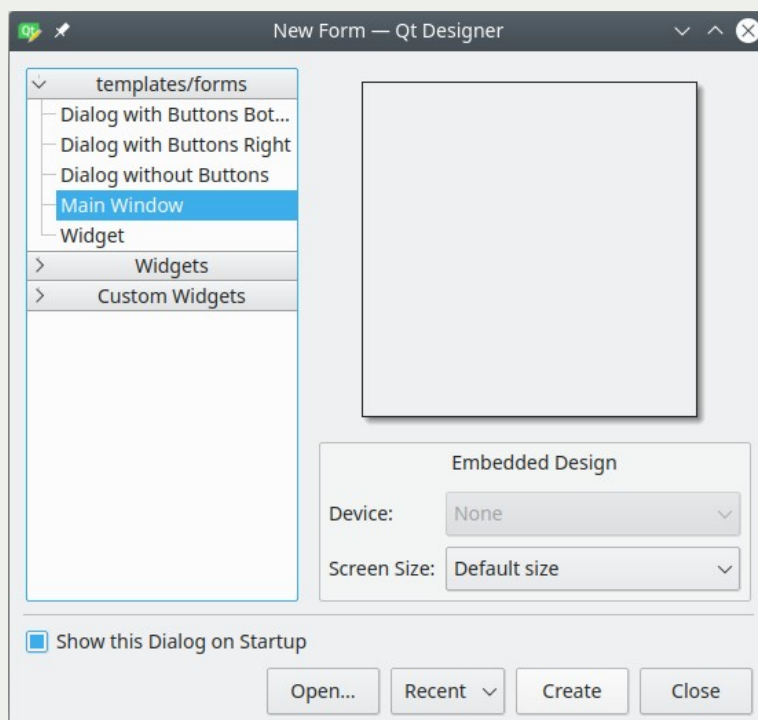 New Form — Qt Designer
templates/forms
Dialog with Buttons Bot...
Dialog with Buttons Right
Dialog without Buttons
Main Window
Widget
Widgets
Custom Widgets
Embedded Design
Device: None
Screen Size: Default size
Show this Dialog on Startup
Open... Recent Create Close